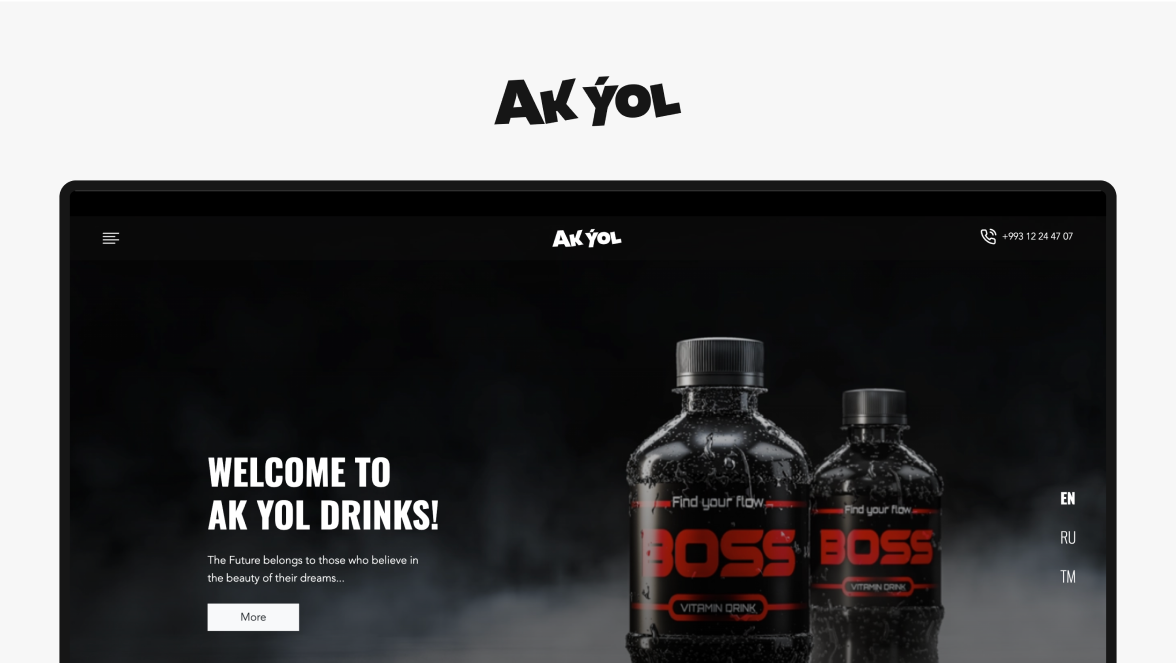 AK ÝOL
AK ÝOL
+993 12 24 47 07
WELCOME TO
AK YOL DRINKS!
The Future belongs to those who believe in
the beauty of their dreams...
More
Find your flow
BOSS
VITAMIN DRINK
Find your flow
BOSS
VITAMIN DRINK
EN
RU
TM